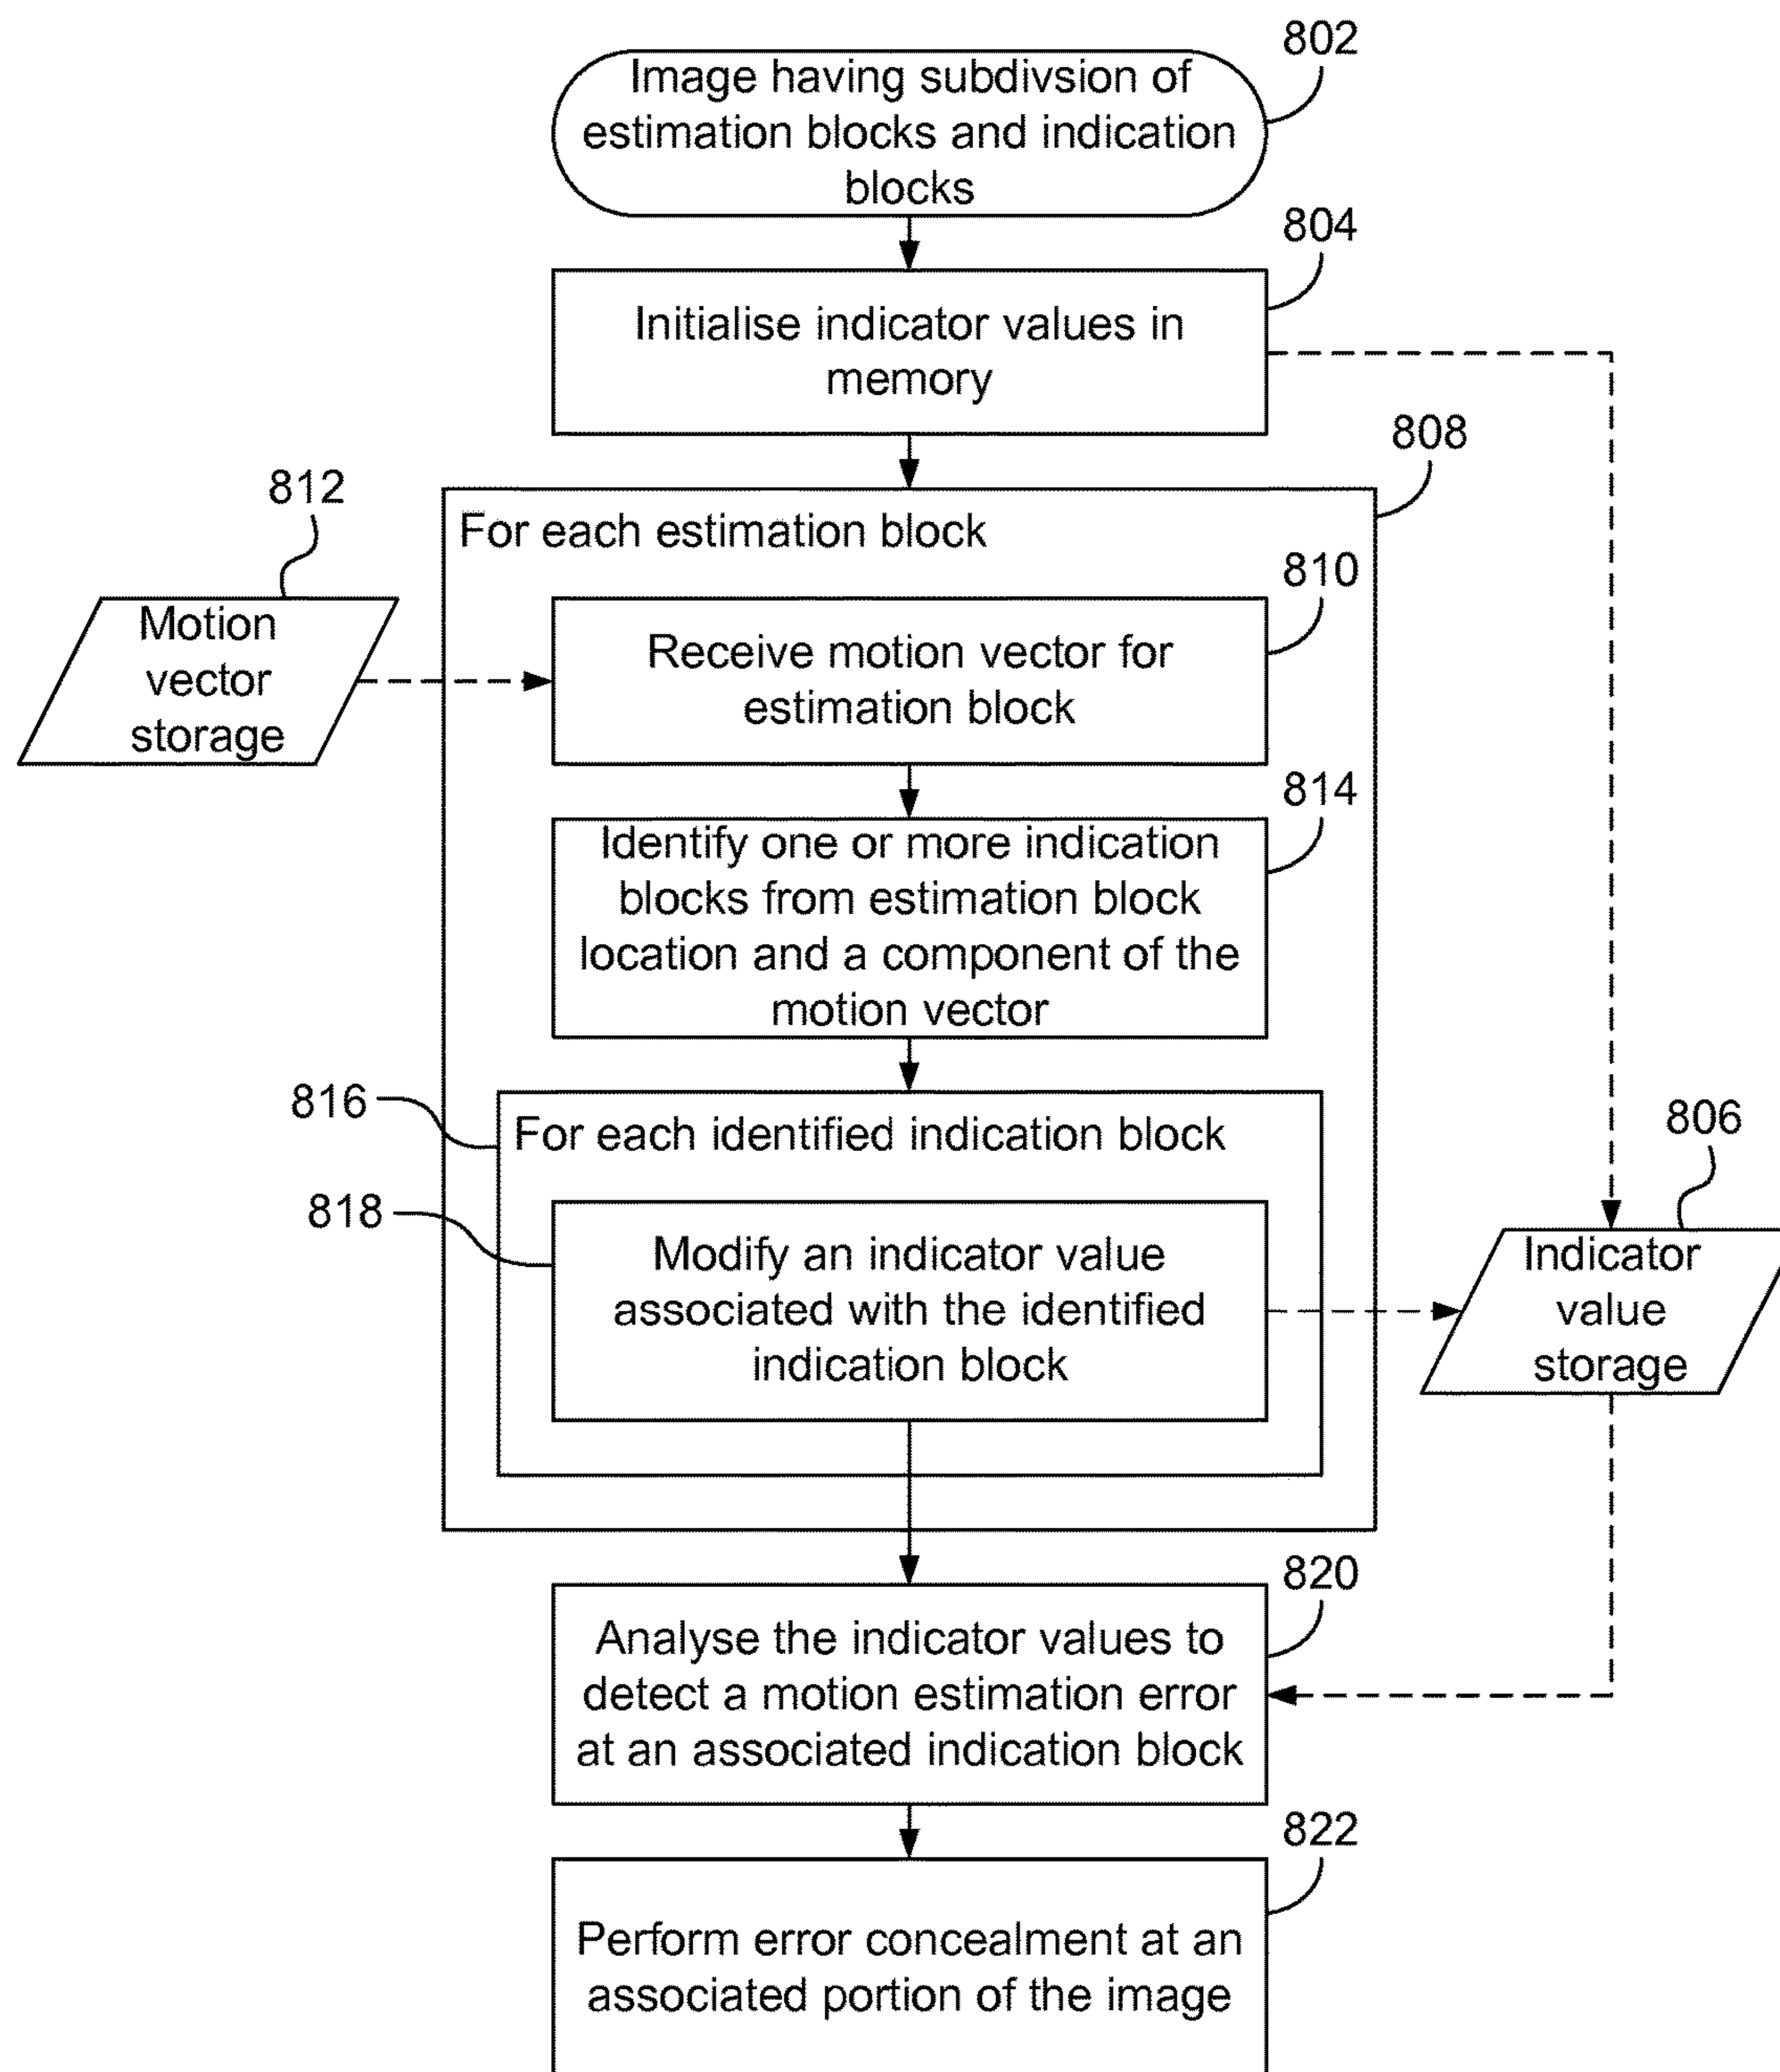 802
Image having subdivsion of
estimation blocks and indication
blocks
804
Initialise indicator values in
memory
808
812
For each estimation block
810
Motion
vector
storage
Receive motion vector for
estimation block
814
Identify one or more indication
blocks from estimation block
location and a component of the
motion vector
816
For each identified indication block
806
818
Modify an indicator value
associated with the identified
indication block
Indicator
value
storage
820
Analyse the indicator values to
detect a motion estimation error
at an associated indication block
822
Perform error concealment at an
associated portion of the image